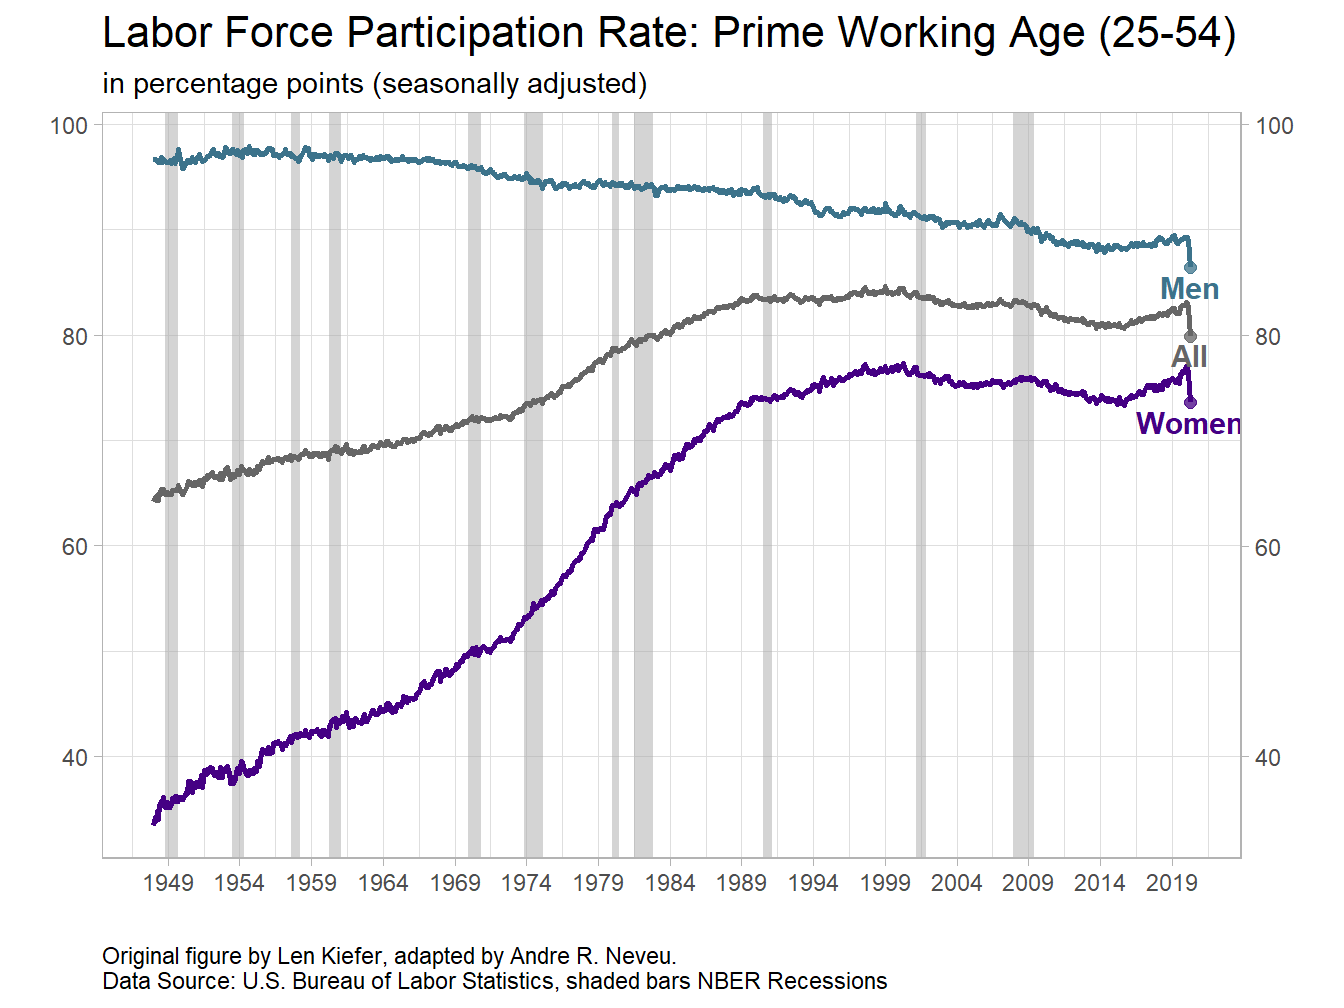 Labor Force Participation Rate: Prime Working Age (25-54)
in percentage points (seasonally adjusted)
100
100
Men
80
80
All
Women
60
60
40
40
1949 1954 1959 1964 1969 1974 1979 1984 1989 1994 1999 2004 2009 2014 2019
Original figure by Len Kiefer, adapted by Andre R. Neveu.
Data Source: U.S. Bureau of Labor Statistics, shaded bars NBER Recessions